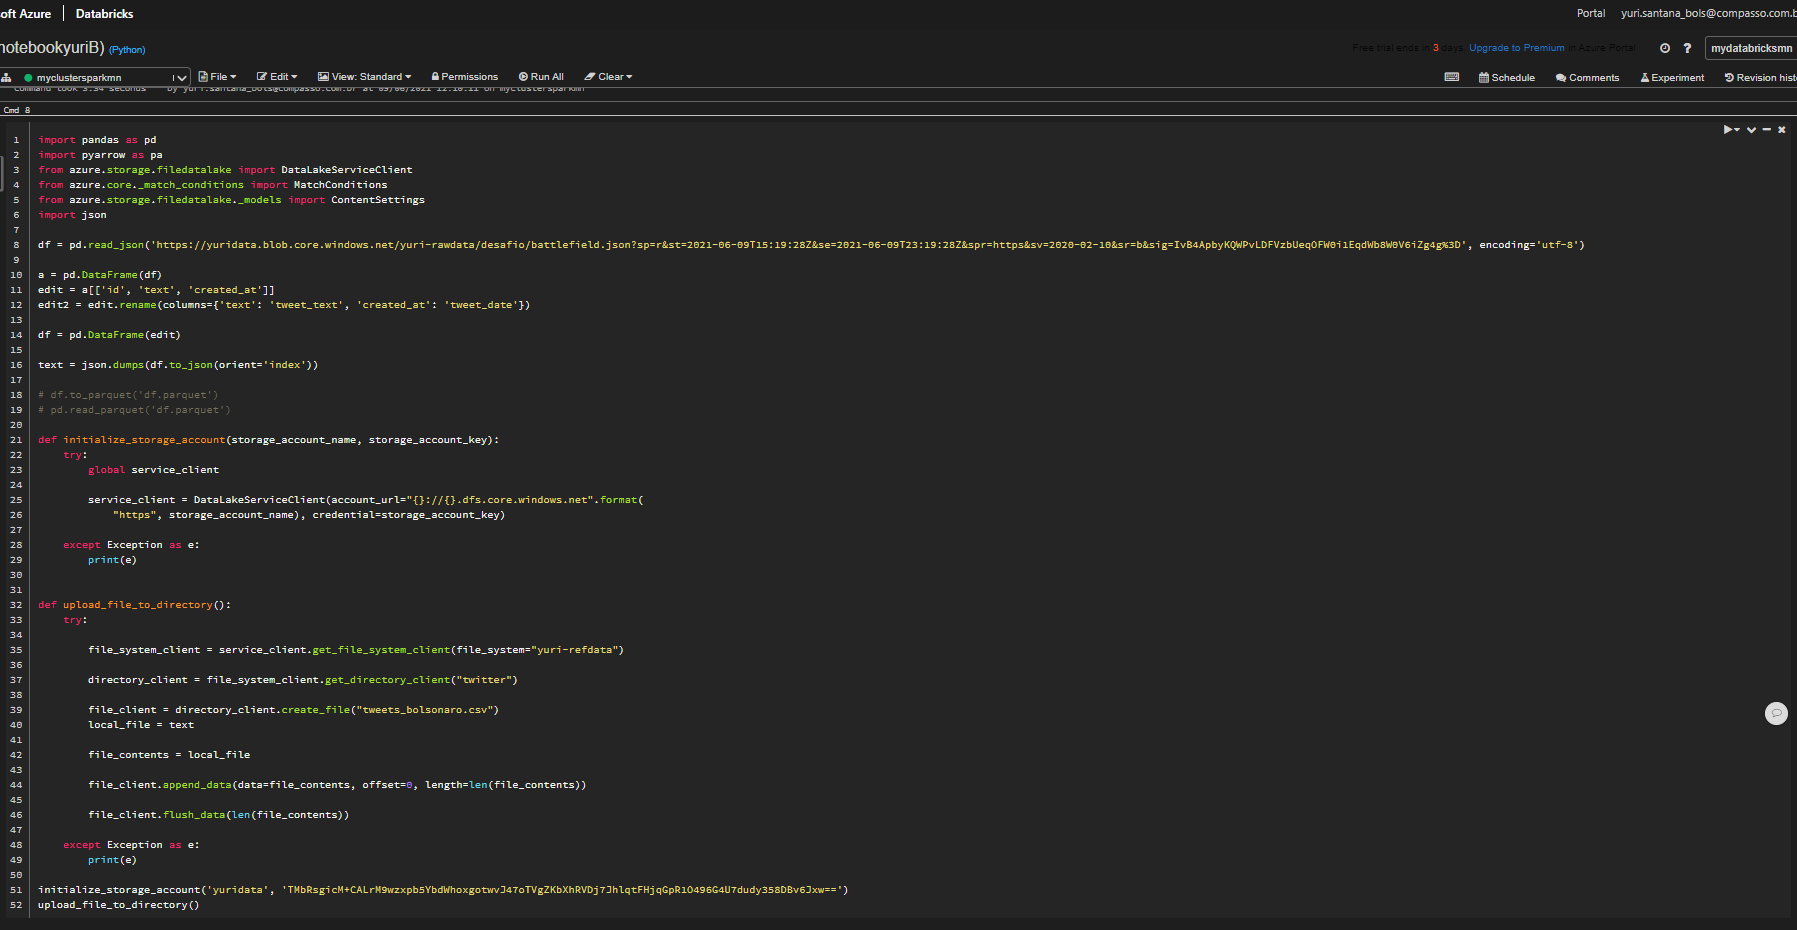 oft Azure | Databricks
Portal yuri.santana_bols@compasso.com.b
notebookyuriB) (Python)
Free trial ends in 3 days. Upgrade to Premium in Azure Portal
? mydatabricksmn
myclustersparkmn
File Edit View: Standard Permissions Run All Clear
Schedule Comments Experiment Revision hist
Command took 3.34 seconds -- by yuri.santana_bols@compasso.com.br at 09/06/2021 12:10:11 on myclustersparkmn
Cmd 8
1 import pandas as pd
2 import pyarrow as pa
3 from azure.storage.filedatalake import DataLakeServiceClient
4 from azure.core._match_conditions import MatchConditions
5 from azure.storage.filedatalake._models import ContentSettings
6 import json
7
8 df = pd.read_json('https://yuridata.blob.core.windows.net/yuri-rawdata/desafio/battlefield.json?sp=r&st=2021-06-09T15:19:28Z&se=2021-06-09T23:19:28Z&spr=https&sv=2020-02-10&sr=b&sig=IvB4ApbyKQWPvLDFVzbUeqOFW0i1EqdWb8W0V6iZg4g%3D', encoding='utf-8')
9
10 a = pd.DataFrame(df)
11 edit = a[['id', 'text', 'created_at']]
12 edit2 = edit.rename(columns={'text': 'tweet_text', 'created_at': 'tweet_date'})
13
14 df = pd.DataFrame(edit)
15
16 text = json.dumps(df.to_json(orient='index'))
17
18 # df.to_parquet('df.parquet')
19 # pd.read_parquet('df.parquet')
20
21 def initialize_storage_account(storage_account_name, storage_account_key):
22 try:
23 global service_client
24
25 service_client = DataLakeServiceClient(account_url="{}://{}.dfs.core.windows.net".format(
26 "https", storage_account_name), credential=storage_account_key)
27
28 except Exception as e:
29 print(e)
30
31
32 def upload_file_to_directory():
33 try:
34
35 file_system_client = service_client.get_file_system_client(file_system="yuri-refdata")
36
37 directory_client = file_system_client.get_directory_client("twitter")
38
39 file_client = directory_client.create_file("tweets_bolsonaro.csv")
40 local_file = text
41
42 file_contents = local_file
43
44 file_client.append_data(data=file_contents, offset=0, length=len(file_contents))
45
46 file_client.flush_data(len(file_contents))
47
48 except Exception as e:
49 print(e)
50
51 initialize_storage_account('yuridata', 'TMbRsgicM+CALrM9wzxpb5YbdWhoxgotwvJ47oTVgZKbXhRVDj7JhlqtFHjqGpR1O496G4U7dudy358DBv6Jxw==')
52 upload_file_to_directory()